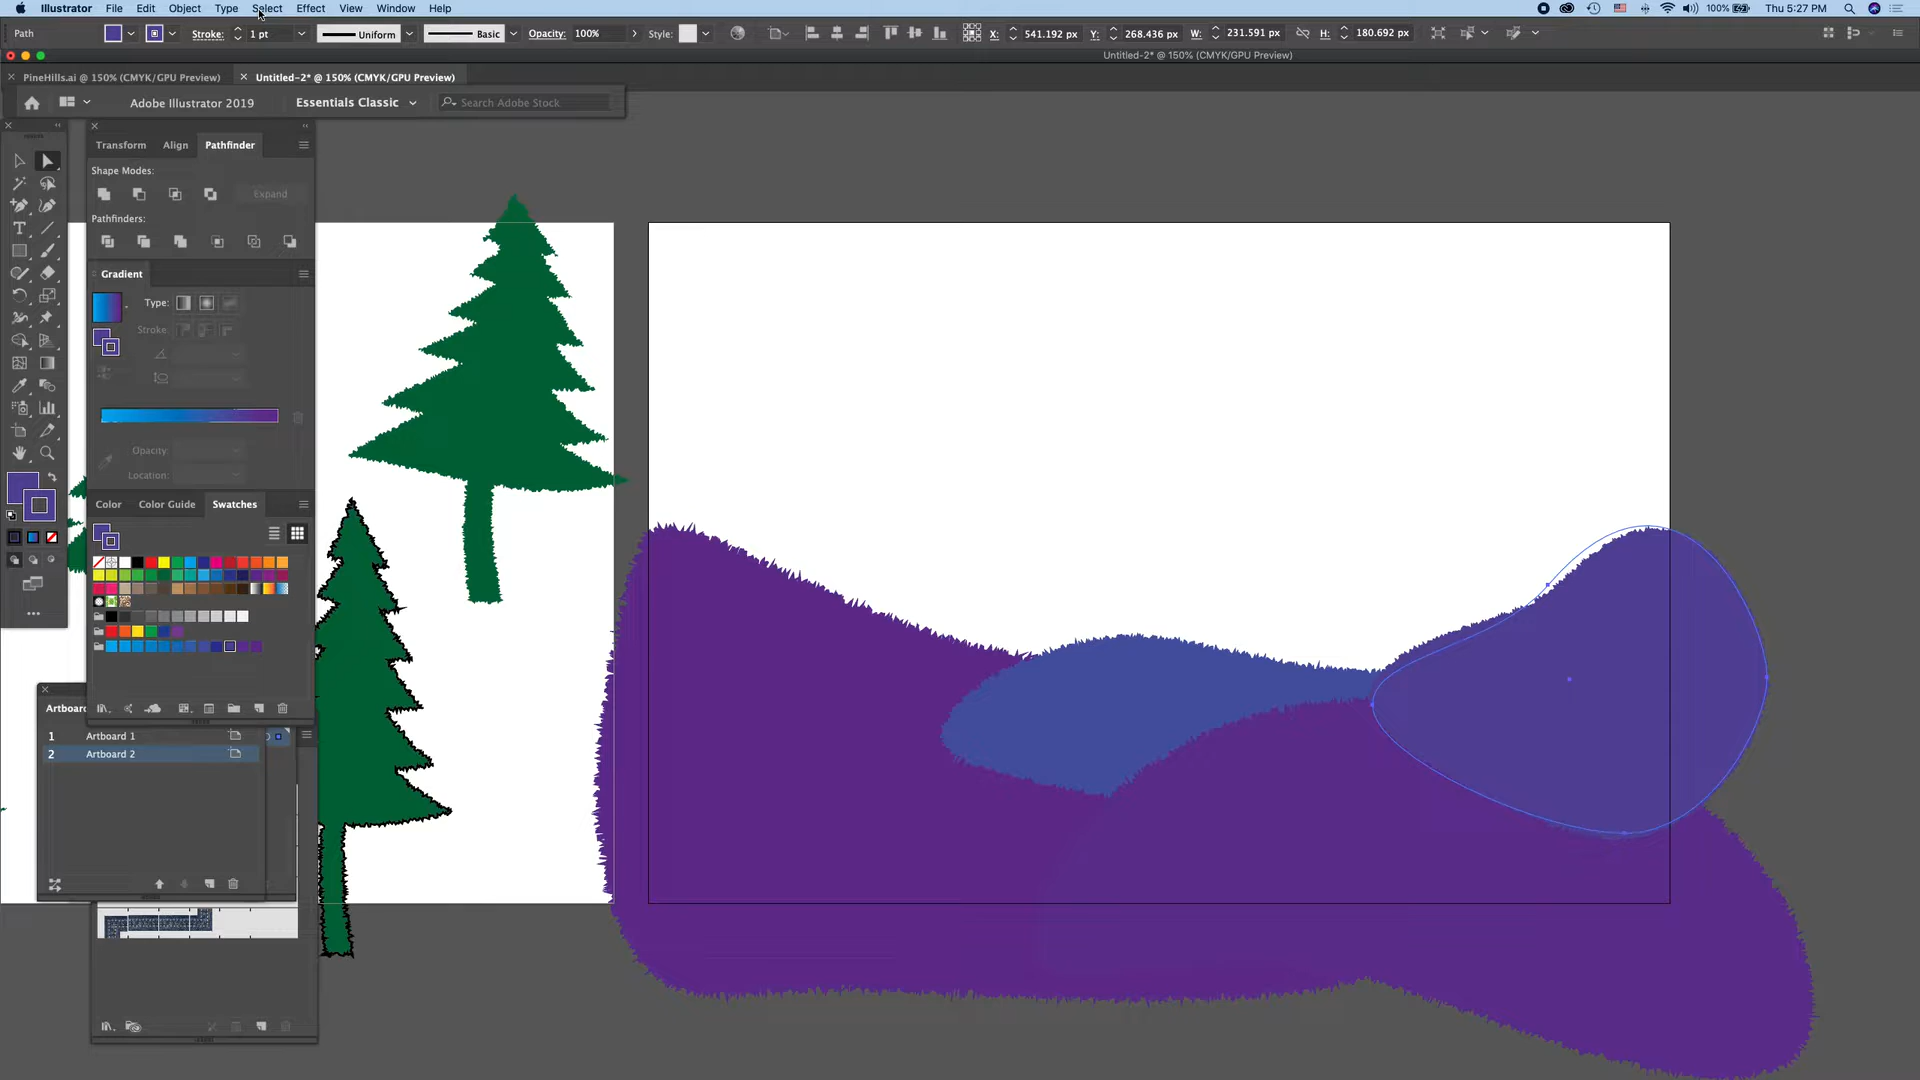 Illustrator File Edit Object Type Select Effect View Window Help 100% Thu 5:27 PM
Path Stroke: 1 pt Uniform Basic Opacity: 100% Style: X: 541.192 px Y: 268.436 px W: 231.591 px H: 180.692 px
Untitled-2* @ 150% (CMYK/GPU Preview)
PineHills.ai @ 150% (CMYK/GPU Preview) Untitled-2* @ 150% (CMYK/GPU Preview)
Adobe Illustrator 2019 Essentials Classic Search Adobe Stock
Transform Align Pathfinder
Shape Modes:
Expand
Pathfinders:
Gradient
Type:
Stroke:
Opacity:
Location:
Color Color Guide Swatches
Artboar
1 Artboard 1
2 Artboard 2